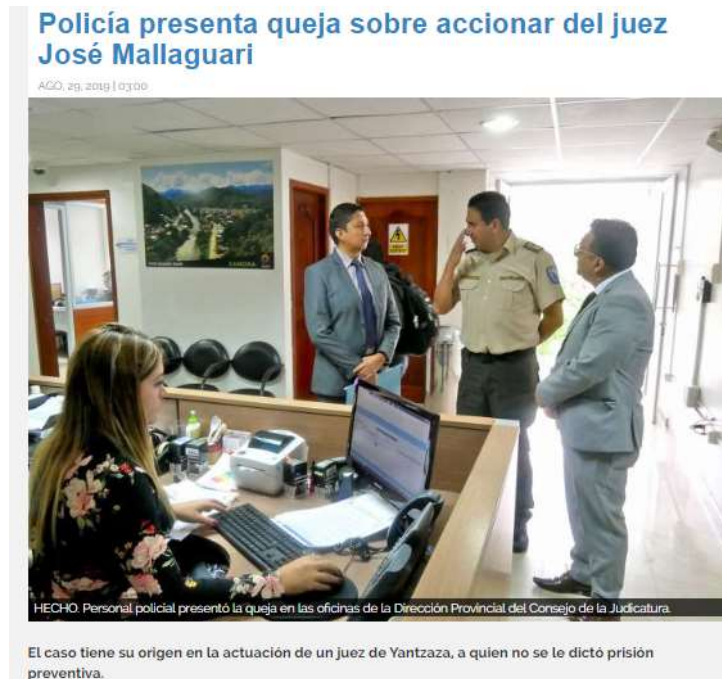 Policía presenta queja sobre accionar del juez
José Mallaguari
AGO, 29, 2019 | 03:00
ZAMORA
HECHO. Personal policial presentó la queja en las oficinas de la Dirección Provincial del Consejo de la Judicatura.
El caso tiene su origen en la actuación de un juez de Yantzaza, a quien no se le dictó prisión
preventiva.